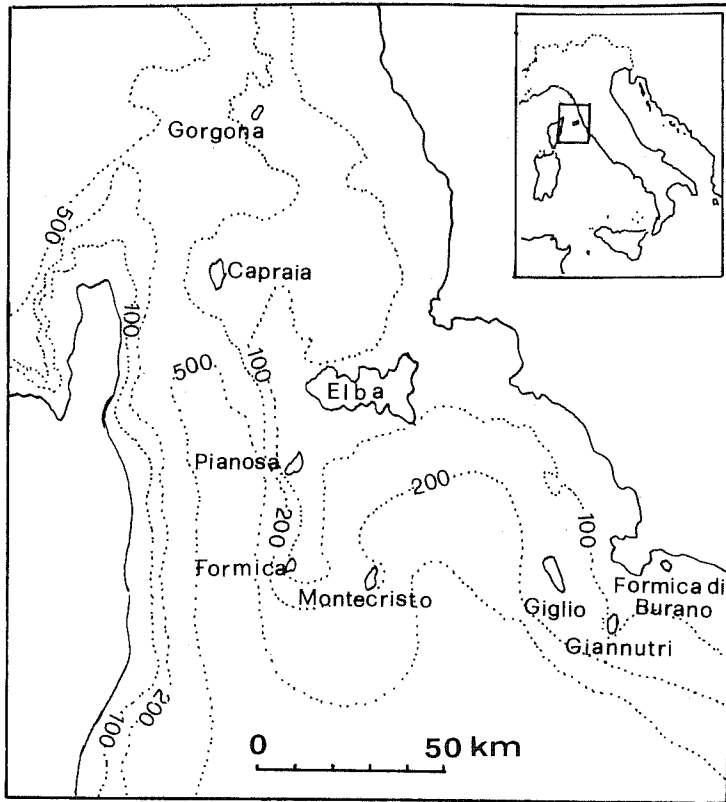 Gorgona
500
Capraia
100
500
100
Elba
Pianosa
200
200
100
Formica
Montecristo
Giglio
Formica di
Burano
Giannutri
200
100
0 50 km